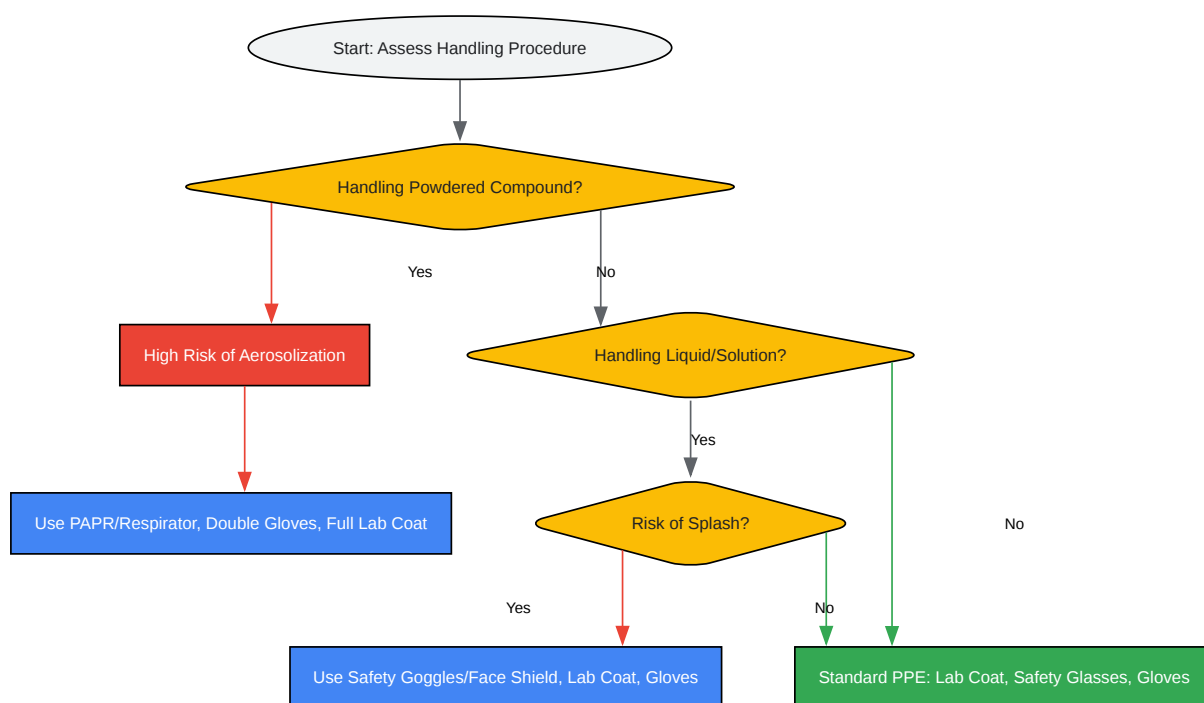 Start: Assess Handling Procedure
Handling Powdered Compound?
Yes
No
High Risk of Aerosolization
Handling Liquid/Solution?
Yes
Use PAPR/Respirator, Double Gloves, Full Lab Coat
Risk of Splash?
No
Yes
No
Use Safety Goggles/Face Shield, Lab Coat, Gloves
Standard PPE: Lab Coat, Safety Glasses, Gloves